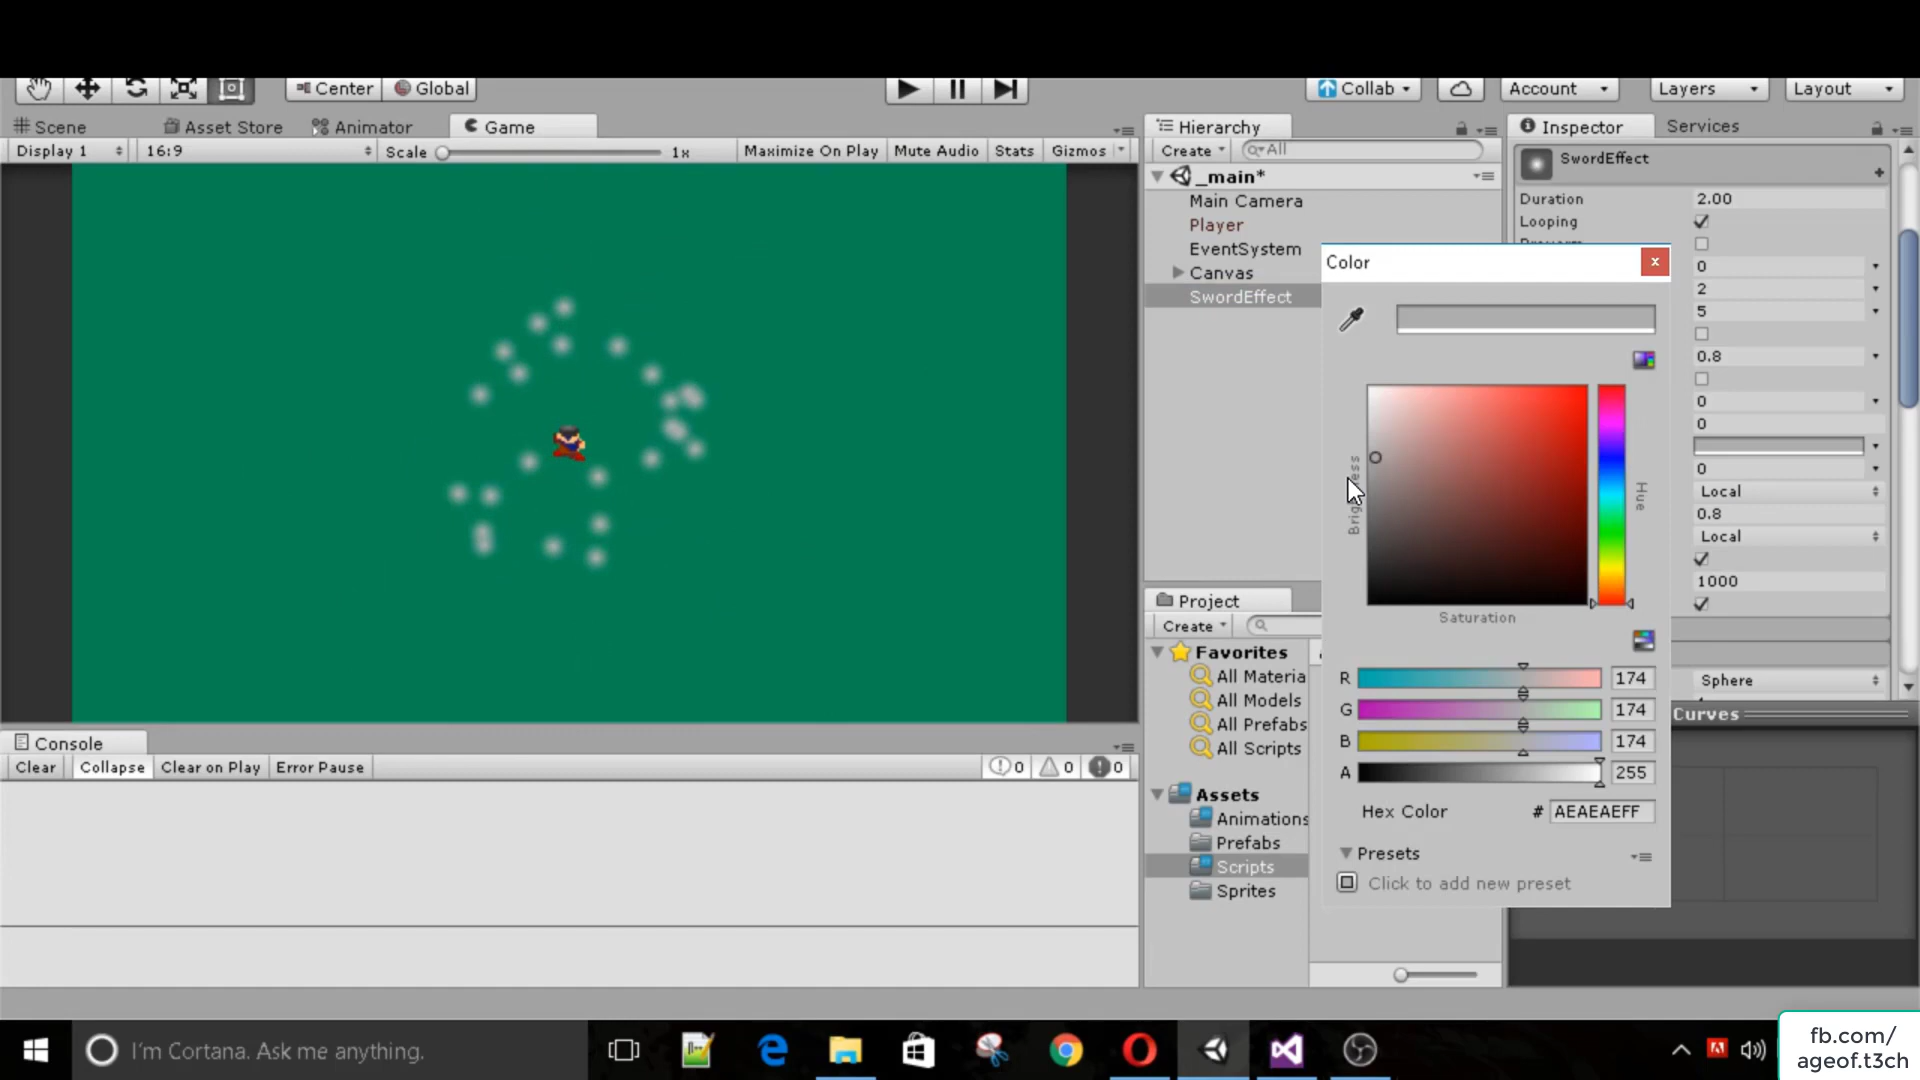 Center
Global
Collab
Account
Layers
Layout
Scene
Asset Store
Animator
Game
Display 1
16:9
Scale
1x
Maximize On Play
Mute Audio
Stats
Gizmos
Hierarchy
Create
All
_main*
Main Camera
Player
EventSystem
Canvas
SwordEffect
Inspector
Services
SwordEffect
Duration
2.00
Looping
0
2
5
0.8
0
0
0
Local
0.8
Local
1000
Sphere
Curves
Color
Brightness
Hue
Saturation
R
174
G
174
B
174
A
255
Hex Color
# AEAEAEFF
Presets
Click to add new preset
Project
Create
Favorites
All Materia
All Models
All Prefabs
All Scripts
Assets
Animations
Prefabs
Scripts
Sprites
Console
Clear
Collapse
Clear on Play
Error Pause
0
0
0
I'm Cortana. Ask me anything.
fb.com/
ageof.t3ch